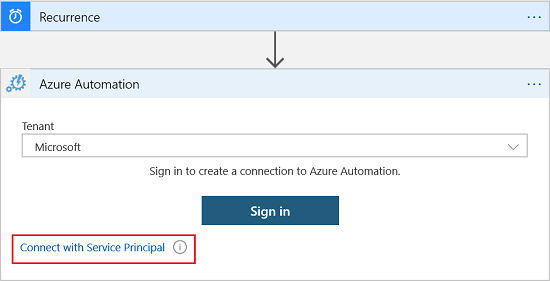 Recurrence
Azure Automation
Tenant
Microsoft
Sign in to create a connection to Azure Automation.
Sign in
Connect with Service Principal